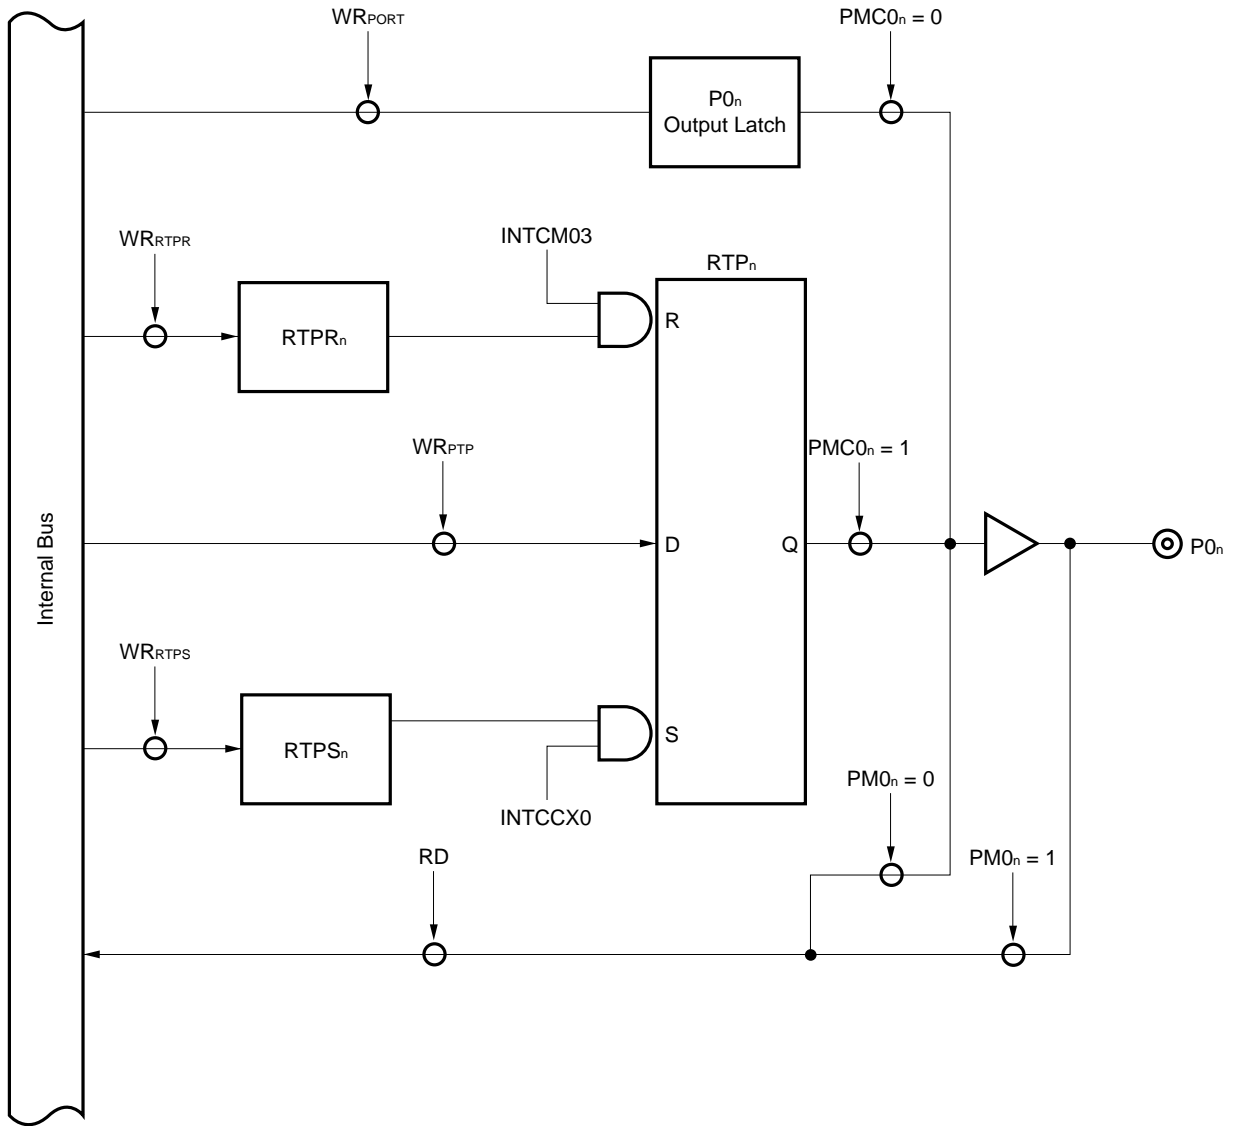 WRPORT
PMC0n = 0
P0n
Output Latch
WRRTPR
INTCM03
RTPn
RTPRn
R
WRPTP
PMC0n = 1
Internal Bus
D
Q
P0n
WRRTPS
RTPSn
S
INTCCX0
PM0n = 0
RD
PM0n = 1